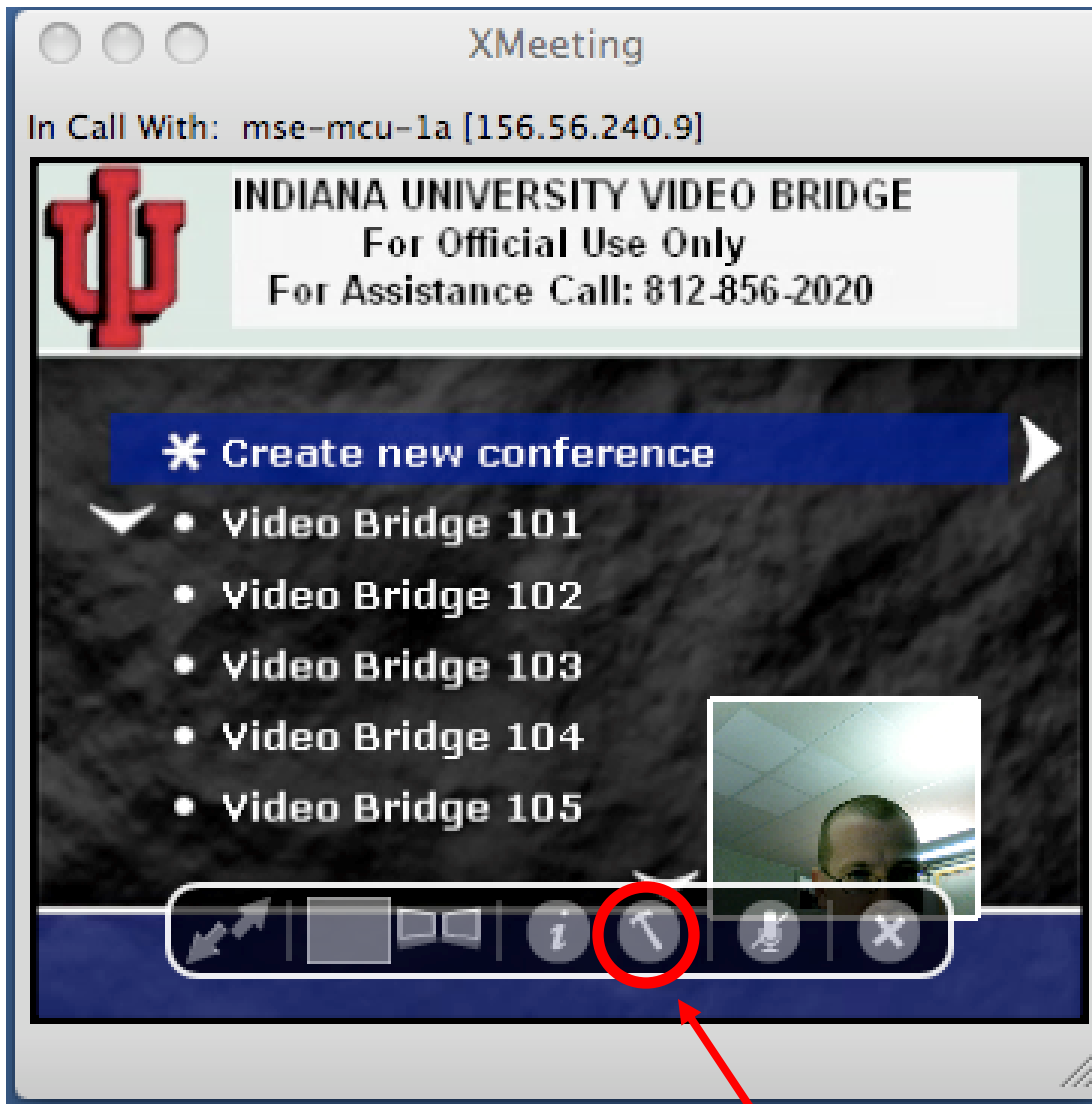 XMeeting
In Call With: mse-mcu-1a [156.56.240.9]
INDIANA UNIVERSITY VIDEO BRIDGE
For Official Use Only
For Assistance Call: 812-856-2020
* Create new conference
• Video Bridge 101
• Video Bridge 102
• Video Bridge 103
• Video Bridge 104
• Video Bridge 105
i